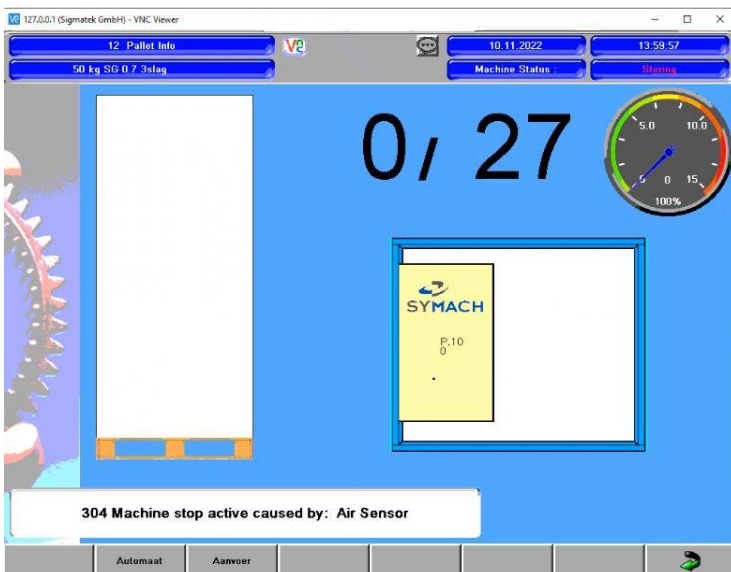 127.0.0.1 (Sigmatek GmbH) - VNC Viewer
12 Pallet Info
10.11.2022
13:59:57
50 kg SG 0.7 3slag
Machine Status :
Storing
0/ 27
5.0
10.0
0
15
100%
SYMACH
P.10
0
304 Machine stop active caused by: Air Sensor
Automaat
Aanvoer